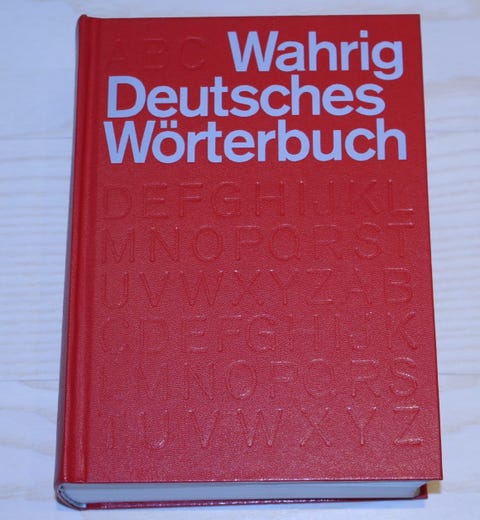 ABC Wahrig
Deutsches
Wörterbuch
DEFGHIJKL
MNOPQRST
UVWXYZAB
CDEFGHIJK
LMNOPQRS
TUVWXYZ